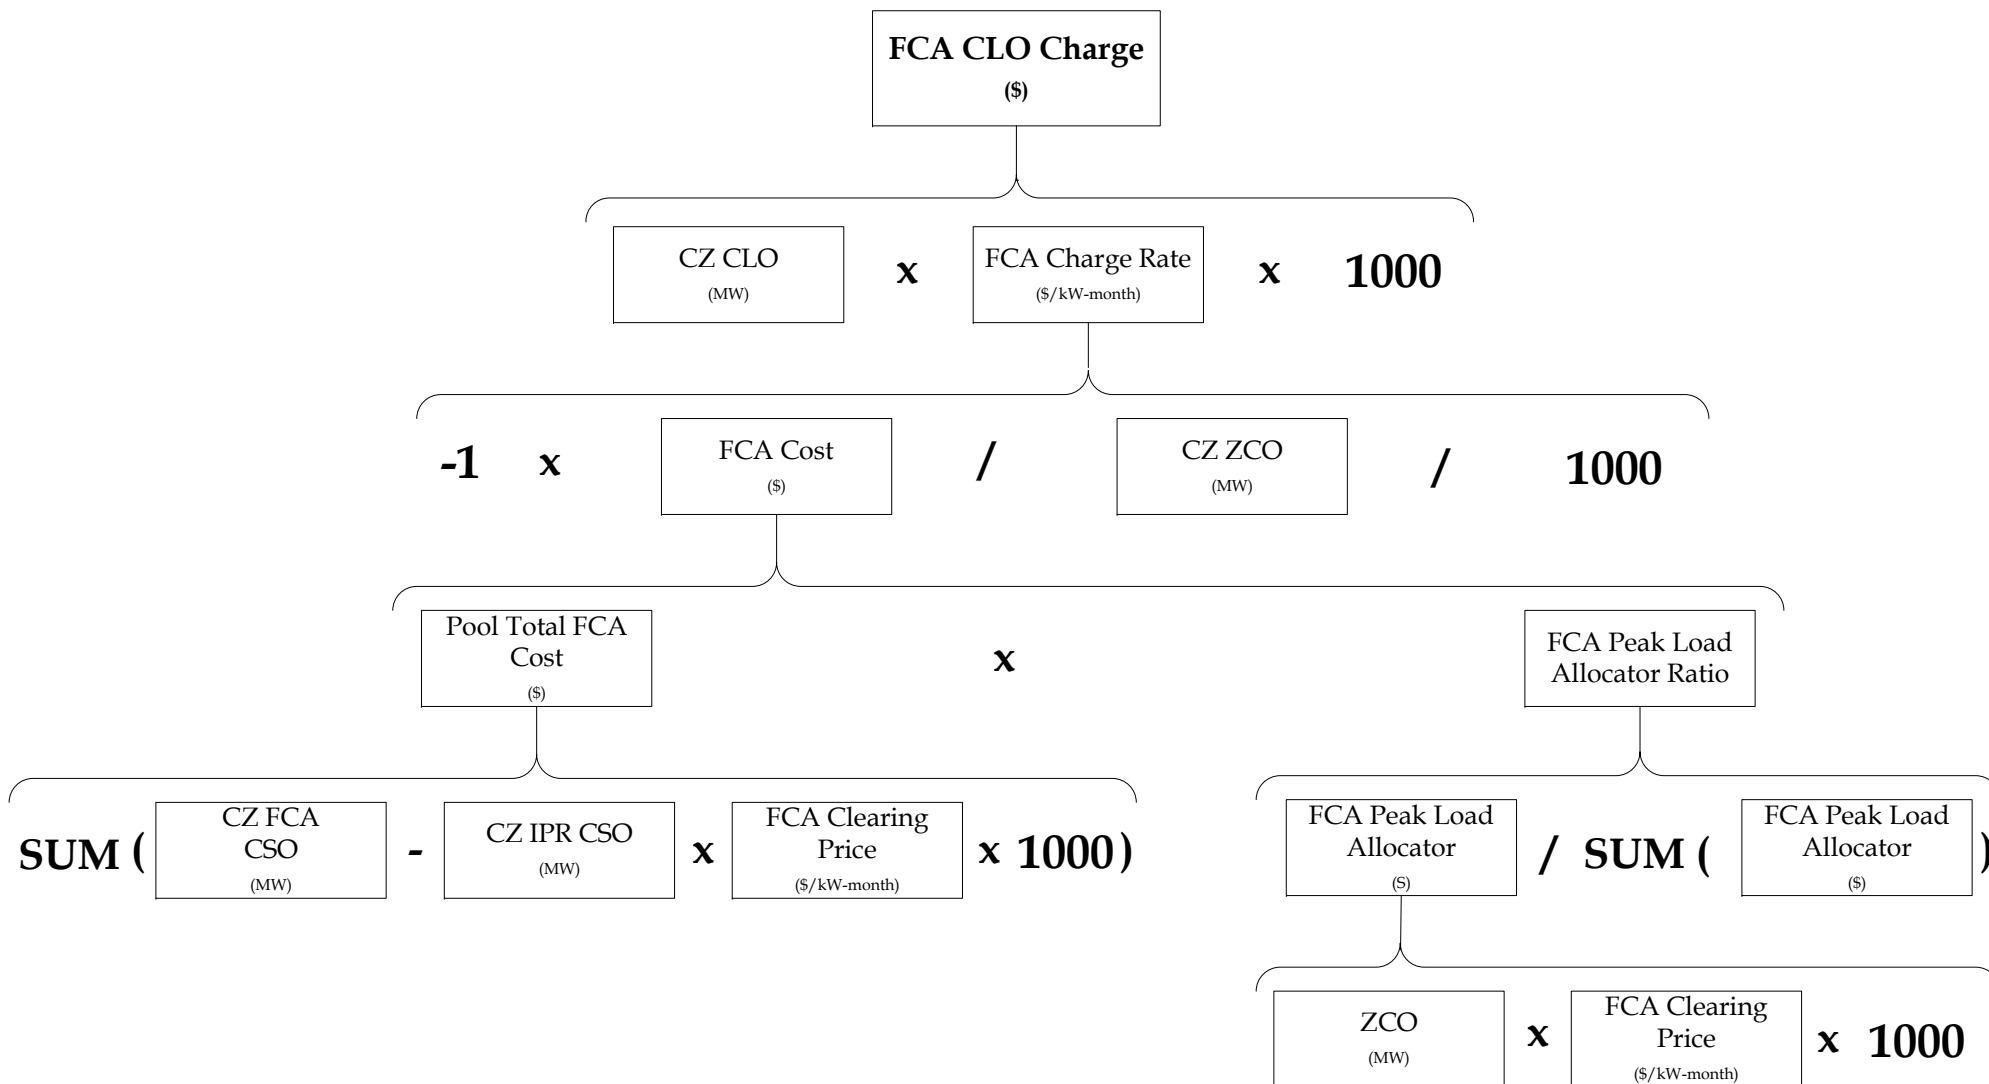 FCA CLO Charge
($)
CZ CLO
(MW)
x
FCA Charge Rate
($/kW-month)
x
1000
-1
x
FCA Cost
($)
/
CZ ZCO
(MW)
/
1000
Pool Total FCA
Cost
($)
x
FCA Peak Load
Allocator Ratio
SUM (
CZ FCA
CSO
(MW)
-
CZ IPR CSO
(MW)
x
FCA Clearing
Price
($/kW-month)
x 1000 )
FCA Peak Load
Allocator
(S)
/ SUM (
FCA Peak Load
Allocator
($)
)
ZCO
(MW)
x
FCA Clearing
Price
($/kW-month)
x 1000